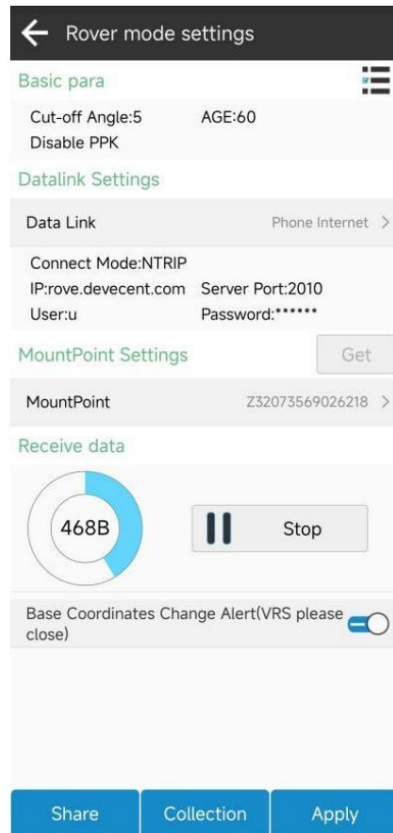 Rover mode settings
Basic para
Cut-off Angle:5 AGE:60
Disable PPK
Datalink Settings
Data Link Phone Internet
Connect Mode:NTRIP
IP:rove.devecent.com Server Port:2010
User:u Password:******
MountPoint Settings Get
MountPoint Z32073569026218
Receive data
468B Stop
Base Coordinates Change Alert(VRS please
close)
Share Collection Apply